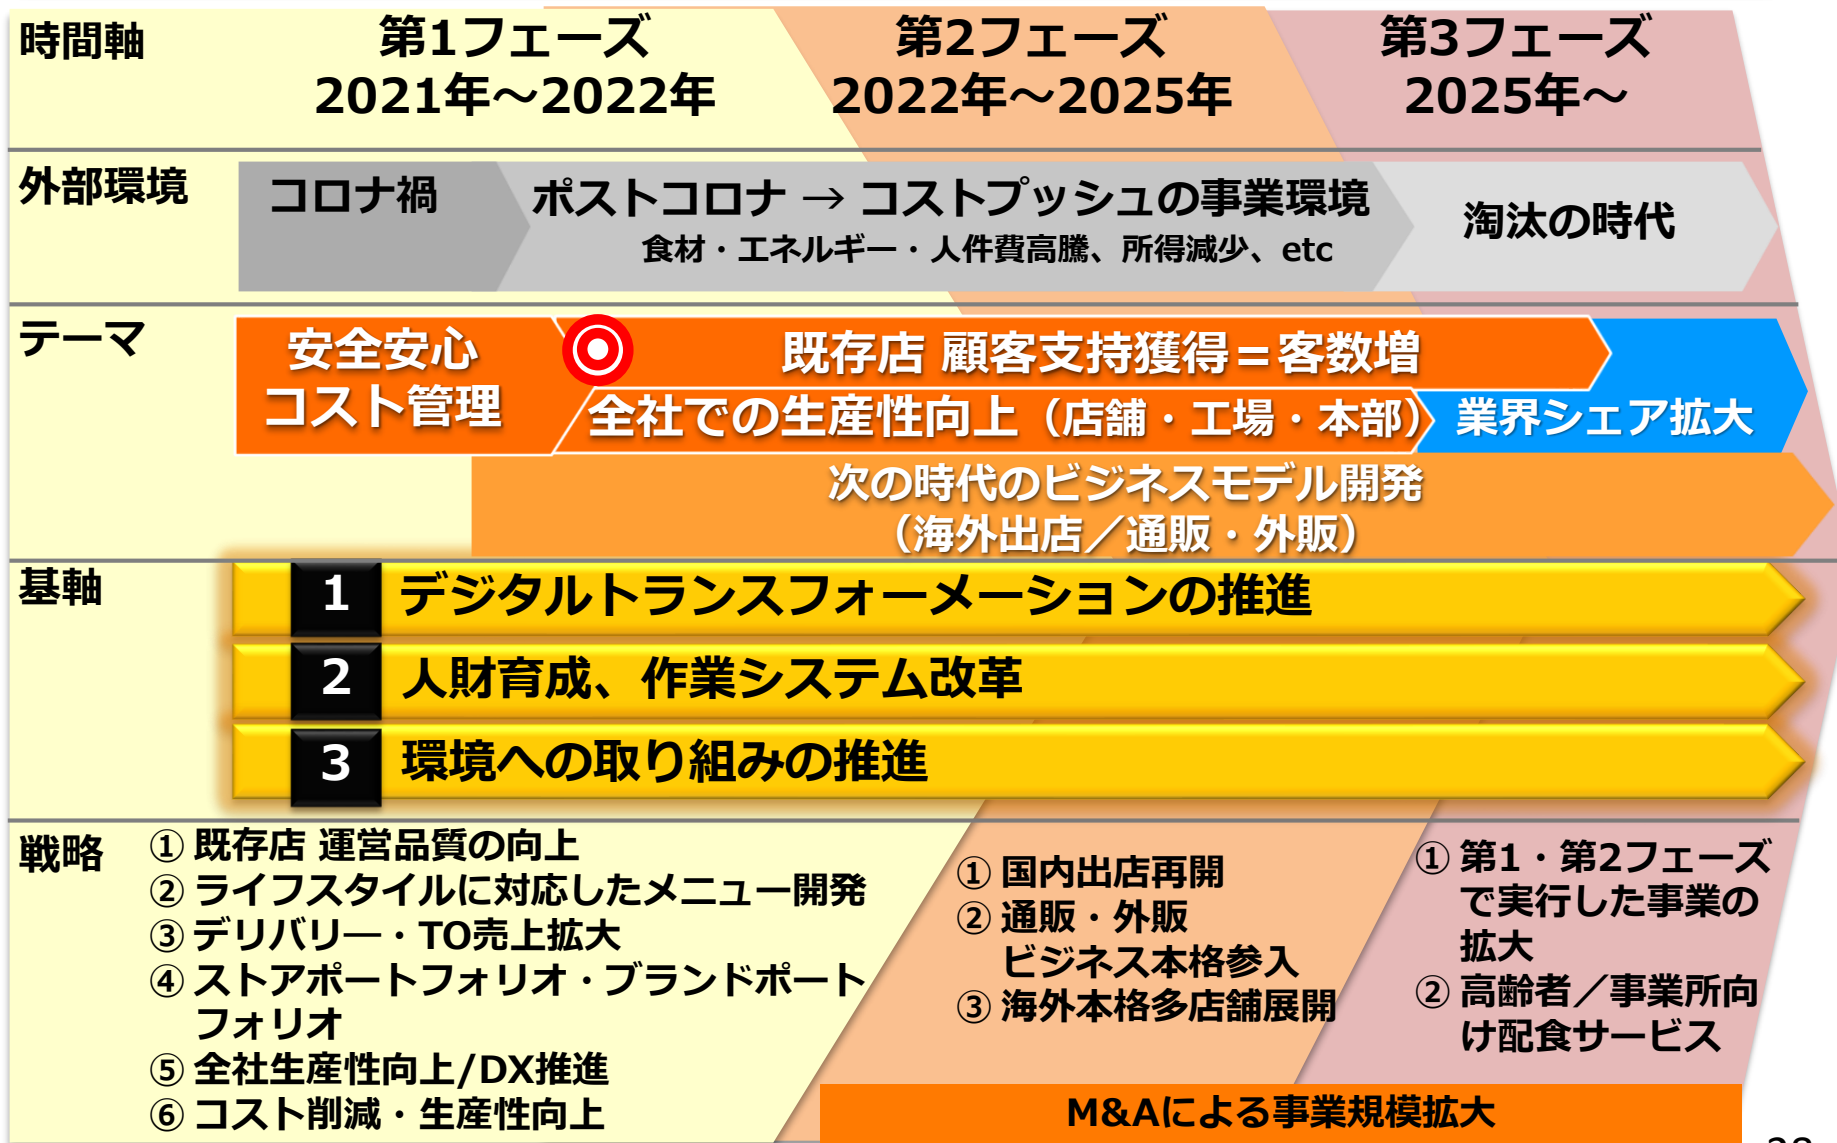 時間軸
第1フェーズ
2021年～2022年
第2フェーズ
2022年～2025年
第3フェーズ
2025年～
外部環境
コロナ禍
ポストコロナ → コストプッシュの事業環境
食材・エネルギー・人件費高騰、所得減少、etc
淘汰の時代
テーマ
安全安心
コスト管理
既存店 顧客支持獲得＝客数増
全社での生産性向上（店舗・工場・本部）
業界シェア拡大
次の時代のビジネスモデル開発
（海外出店／通販・外販）
基軸
1 デジタルトランスフォーメーションの推進
2 人財育成、作業システム改革
3 環境への取り組みの推進
戦略
① 既存店 運営品質の向上
② ライフスタイルに対応したメニュー開発
③ デリバリ―・TO売上拡大
④ ストアポートフォリオ・ブランドポート
フォリオ
⑤ 全社生産性向上/DX推進
⑥ コスト削減・生産性向上
① 国内出店再開
② 通販・外販
ビジネス本格参入
③ 海外本格多店舗展開
① 第1・第2フェーズ
で実行した事業の
拡大
② 高齢者／事業所向
け配食サービス
M&Aによる事業規模拡大